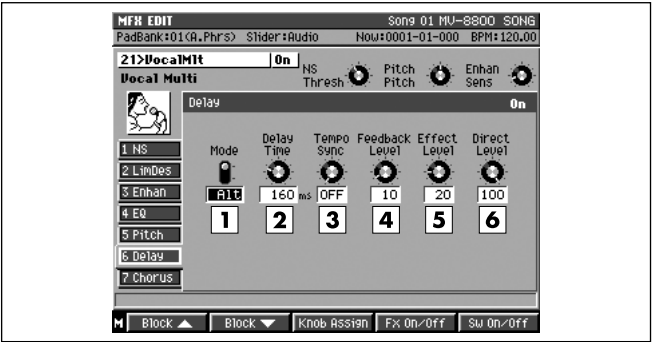 MFX EDIT Song 01 MV-8800 SONG
PadBank:01(A.Phrs) Slider:Audio Now:0001-01-000 BPM:120.00
21>VocalMlt On
Vocal Multi
NS Thresh
Pitch Pitch
Enhan Sens
Delay On
1 NS
2 LimDes
3 Enhan
4 EQ
5 Pitch
6 Delay
7 Chorus
Mode
Delay Time
Tempo Sync
Feedback Level
Effect Level
Direct Level
Alt 160 ms OFF 10 20 100
1 2 3 4 5 6
M Block ▲ Block ▼ Knob Assign Fx On/Off Sw On/Off